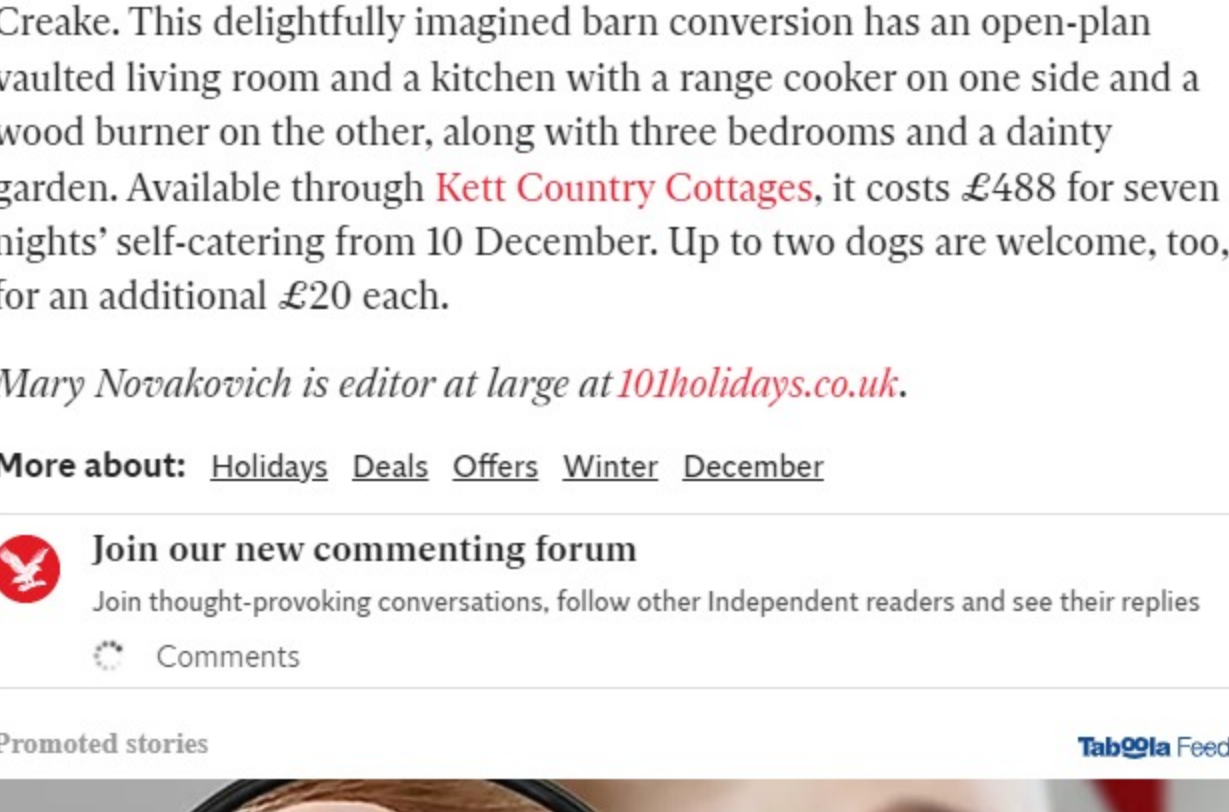 Creake. This delightfully imagined barn conversion has an open-plan
vaulted living room and a kitchen with a range cooker on one side and a
wood burner on the other, along with three bedrooms and a dainty
garden. Available through Kett Country Cottages, it costs £488 for seven
nights’ self-catering from 10 December. Up to two dogs are welcome, too,
for an additional £20 each.
Mary Novakovich is editor at large at 101holidays.co.uk.
More about: Holidays Deals Offers Winter December
Join our new commenting forum
Join thought-provoking conversations, follow other Independent readers and see their replies
Comments
Promoted stories
Taboola Feed